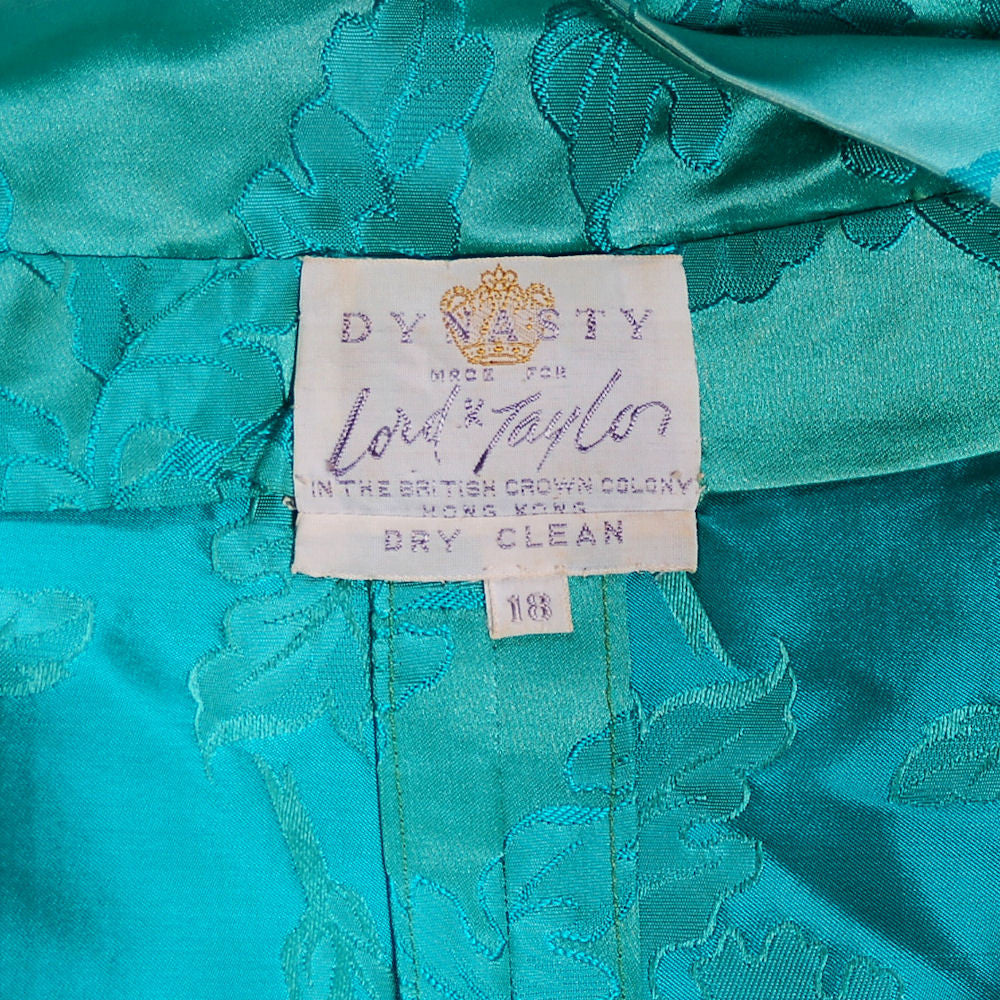 DYNASTY
MADE FOR
Lord & Taylor
IN THE BRITISH CROWN COLONY
HONG KONG
DRY CLEAN
18